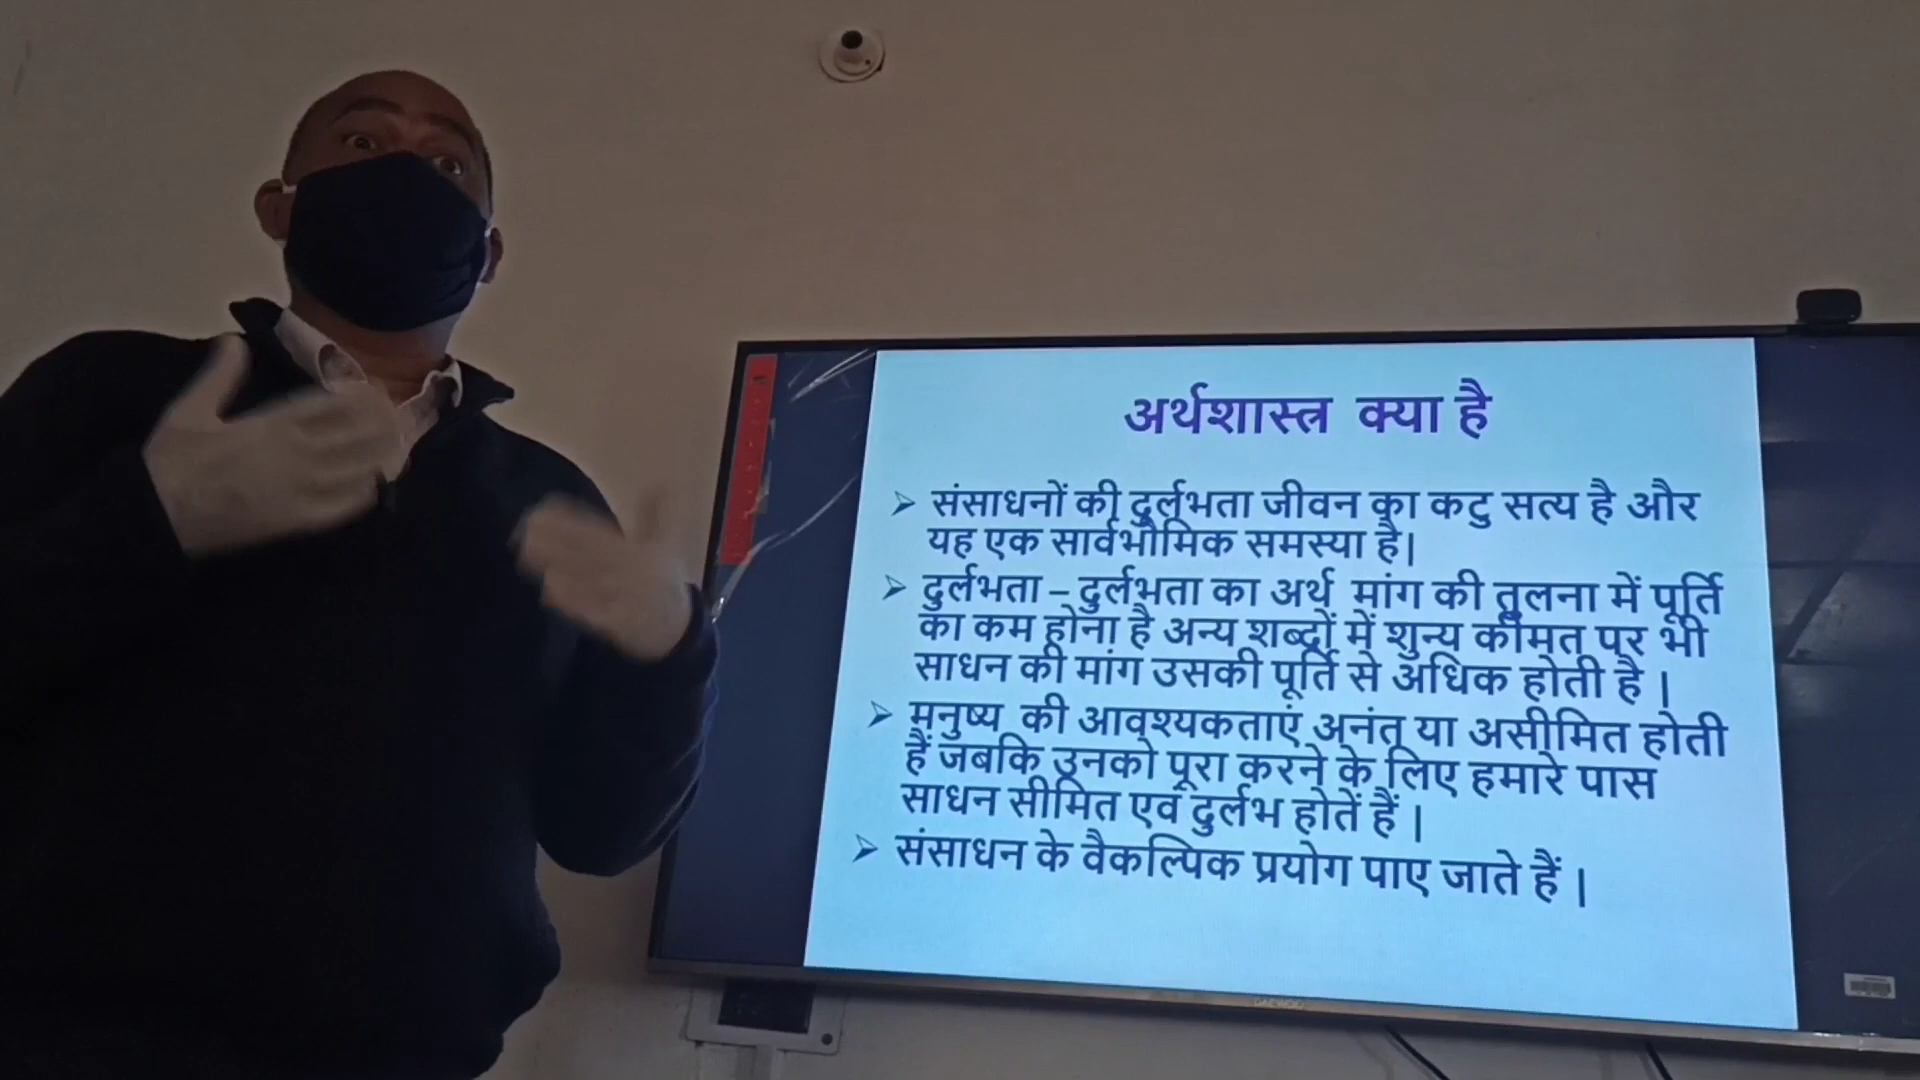 अर्थशास्त्र क्या है
➢ संसाधनों की दुर्लभता जीवन का कटु सत्य है और
यह एक सार्वभौमिक समस्या है|
➢ दुर्लभता – दुर्लभता का अर्थ मांग की तुलना में पूर्ति
का कम होना है अन्य शब्दों में शुन्य कीमत पर भी
साधन की मांग उसकी पूर्ति से अधिक होती है |
➢ मनुष्य की आवश्यकताएं अनंत या असीमित होती
हैं जबकि उनको पूरा करने के लिए हमारे पास
साधन सीमित एवं दुर्लभ होतें हैं |
➢ संसाधन के वैकल्पिक प्रयोग पाए जाते हैं |
DAEWOO